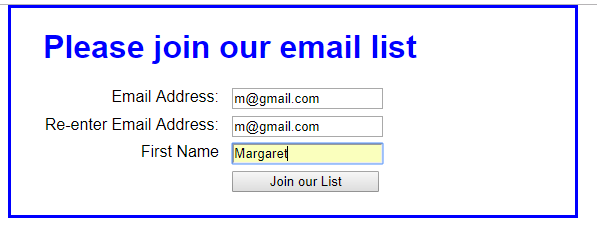 Please join our email list
Email Address: m@gmail.com
Re-enter Email Address: m@gmail.com
First Name Margaret
Join our List